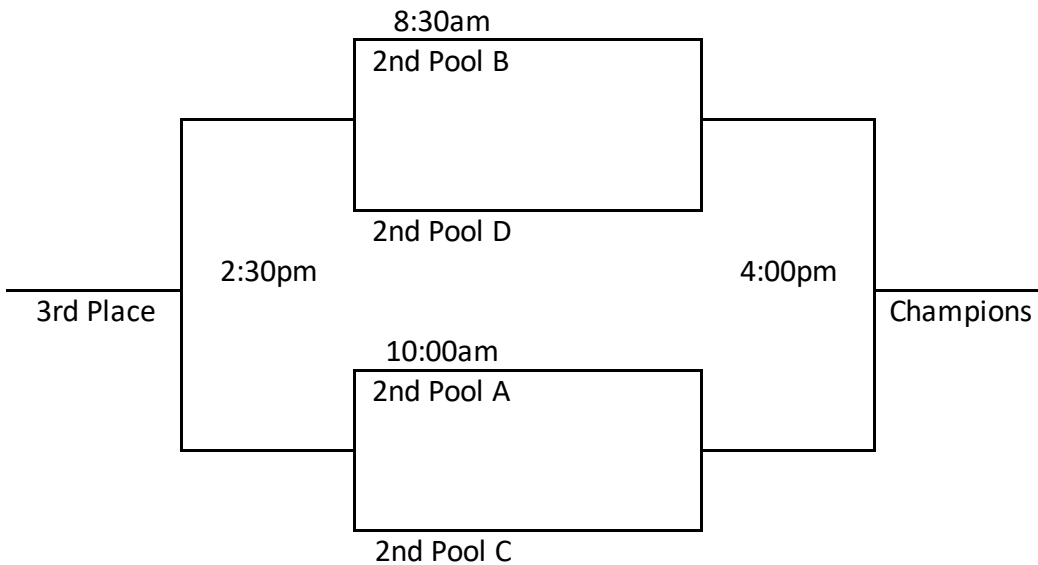 8:30am
2nd Pool B
2nd Pool D
2:30pm
4:00pm
3rd Place
Champions
10:00am
2nd Pool A
2nd Pool C